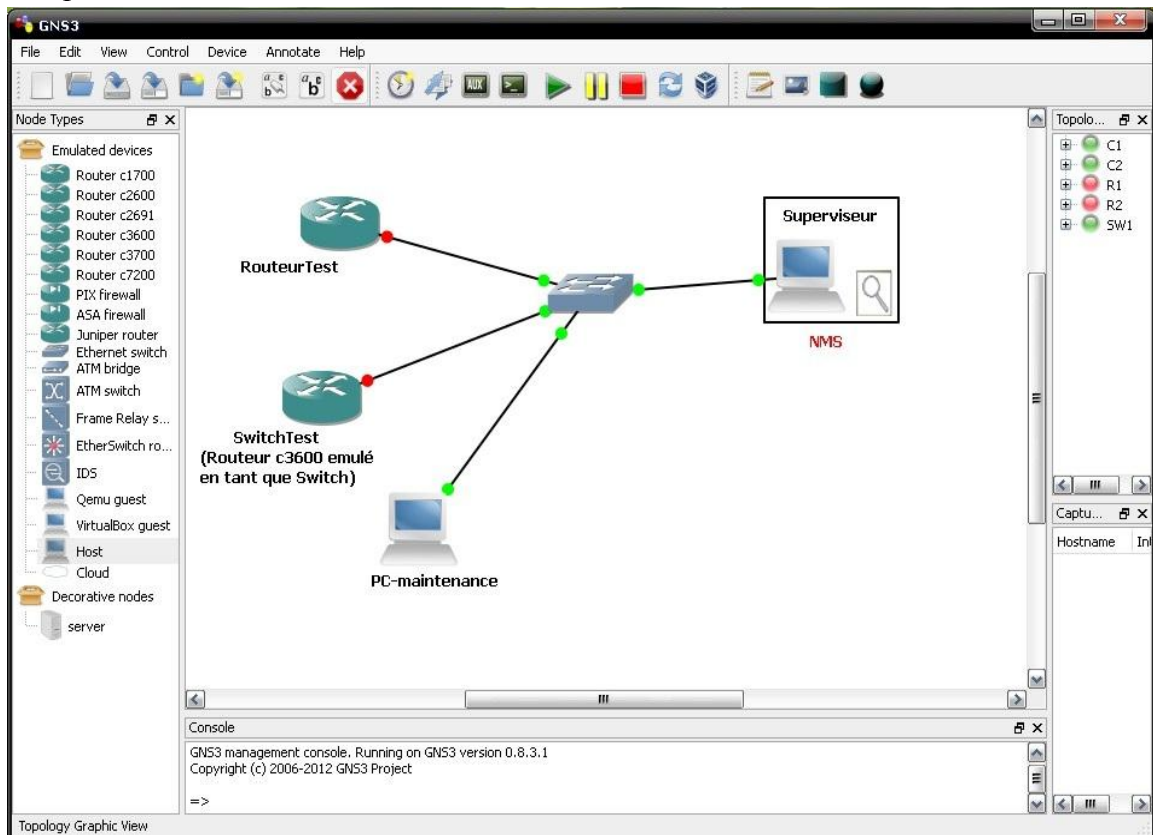 GNS3
File Edit View Control Device Annotate Help
AUX
Node Types
Emulated devices
Router c1700
Router c2600
Router c2691
Router c3600
Router c3700
Router c7200
PIX firewall
ASA firewall
Juniper router
Ethernet switch
ATM bridge
ATM switch
Frame Relay s...
EtherSwitch ro...
IDS
Qemu guest
VirtualBox guest
Host
Cloud
Decorative nodes
server
RouteurTest
SwitchTest
(Routeur c3600 emulé
en tant que Switch)
PC-maintenance
Superviseur
NMS
Topolo...
C1
C2
R1
R2
SW1
Captu...
Hostname
Console
GNS3 management console. Running on GNS3 version 0.8.3.1
Copyright (c) 2006-2012 GNS3 Project
=>
Topology Graphic View